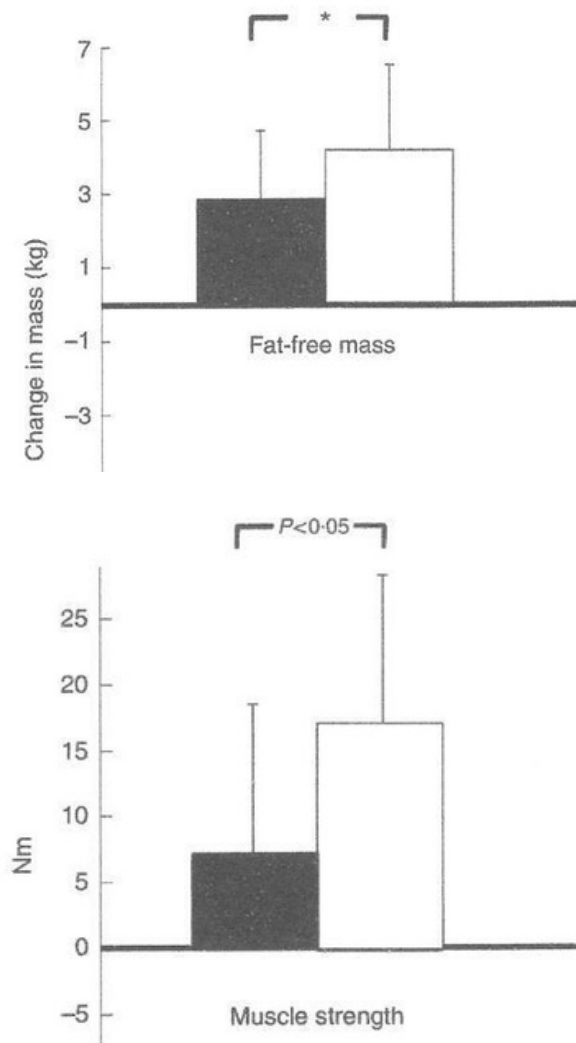 *
7
5
3
1
–1
–3
Change in mass (kg)
Fat-free mass
P<0·05
25
20
15
10
5
0
–5
Nm
Muscle strength